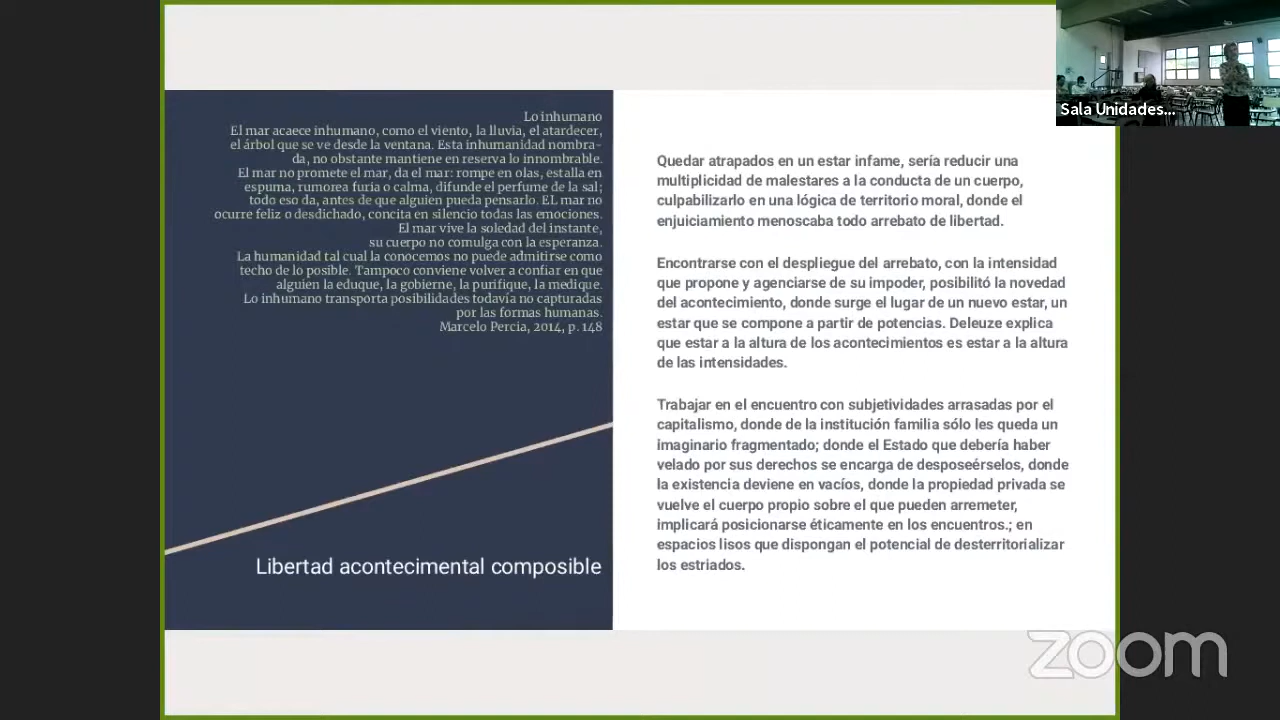 Lo inhumano
El mar acaece inhumano, como el viento, la lluvia, el atardecer,
el árbol que se ve desde la ventana. Esta inhumanidad nombra-
da, no obstante mantiene en reserva lo innombrable.
El mar no promete el mar, da el mar: rompe en olas, estalla en
espuma, rumorea furia o calma, difunde el perfume de la sal;
todo eso da, antes de que alguien pueda pensarlo. EL mar no
ocurre feliz o desdichado, concita en silencio todas las emociones.
El mar vive la soledad del instante,
su cuerpo no comulga con la esperanza.
La humanidad tal cual la conocemos no puede admitirse como
techo de lo posible. Tampoco conviene volver a confiar en que
alguien la eduque, la gobierne, la purifique, la medique.
Lo inhumano transporta posibilidades todavía no capturadas
por las formas humanas.
Marcelo Percia, 2014, p. 148
Libertad acontecimental composible
Quedar atrapados en un estar infame, sería reducir una
multiplicidad de malestares a la conducta de un cuerpo,
culpabilizarlo en una lógica de territorio moral, donde el
enjuiciamiento menoscaba todo arrebato de libertad.
Encontrarse con el despliegue del arrebato, con la intensidad
que propone y agenciarse de su impoder, posibilitó la novedad
del acontecimiento, donde surge el lugar de un nuevo estar, un
estar que se compone a partir de potencias. Deleuze explica
que estar a la altura de los acontecimientos es estar a la altura
de las intensidades.
Trabajar en el encuentro con subjetividades arrasadas por el
capitalismo, donde de la institución familia sólo les queda un
imaginario fragmentado; donde el Estado que debería haber
velado por sus derechos se encarga de desposeérselos, donde
la existencia deviene en vacíos, donde la propiedad privada se
vuelve el cuerpo propio sobre el que pueden arremeter,
implicará posicionarse éticamente en los encuentros.; en
espacios lisos que dispongan el potencial de desterritorializar
los estriados.
Sala Unidades...
zoom